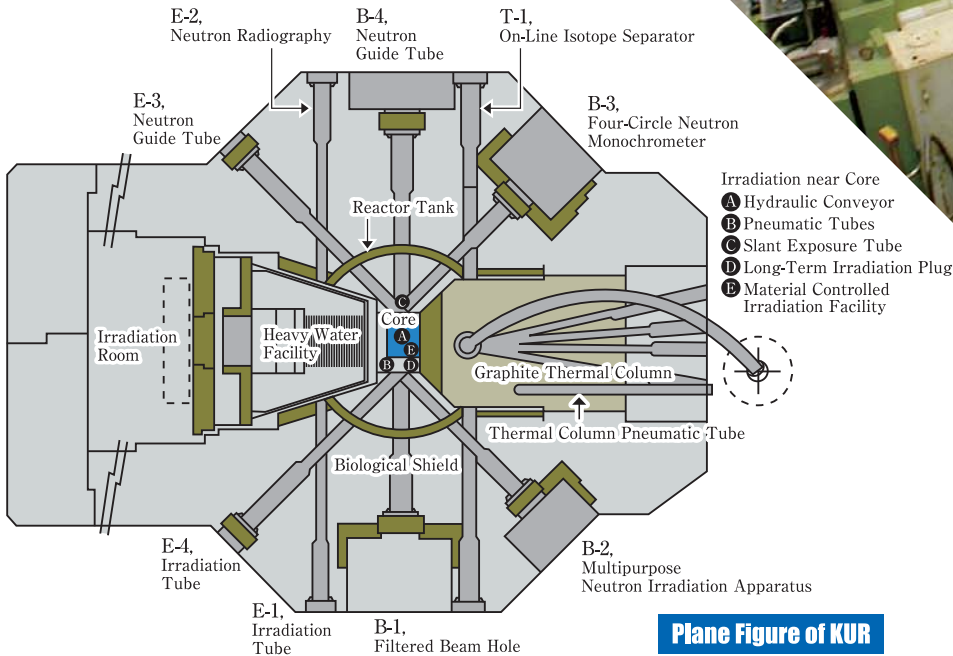 E-2,
Neutron Radiography
B-4,
Neutron
Guide Tube
T-1,
On-Line Isotope Separator
E-3,
Neutron
Guide Tube
B-3,
Four-Circle Neutron
Monochrometer
Irradiation near Core
A Hydraulic Conveyor
B Pneumatic Tubes
C Slant Exposure Tube
D Long-Term Irradiation Plug
E Material Controlled
Irradiation Facility
Reactor Tank
C
Core
A
E
B D
Irradiation
Room
Heavy Water
Facility
Graphite Thermal Column
Thermal Column Pneumatic Tube
Biological Shield
E-4,
Irradiation
Tube
E-1,
Irradiation
Tube
B-1,
Filtered Beam Hole
B-2,
Multipurpose
Neutron Irradiation Apparatus
Plane Figure of KUR